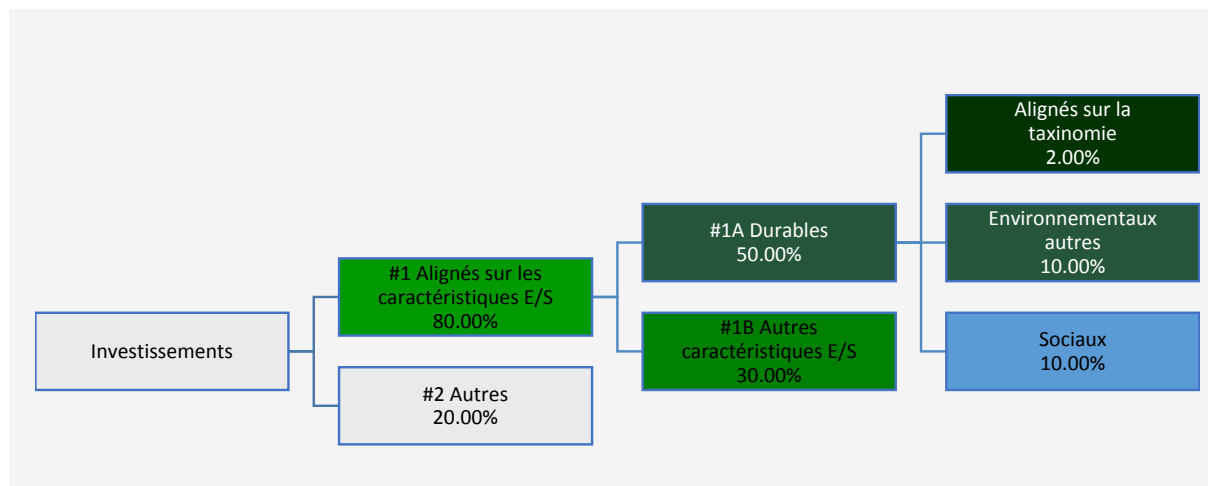 Investissements
#1 Alignés sur les
caractéristiques E/S
80.00%
#2 Autres
20.00%
#1A Durables
50.00%
#1B Autres
caractéristiques E/S
30.00%
Alignés sur la
taxinomie
2.00%
Environnementaux
autres
10.00%
Sociaux
10.00%